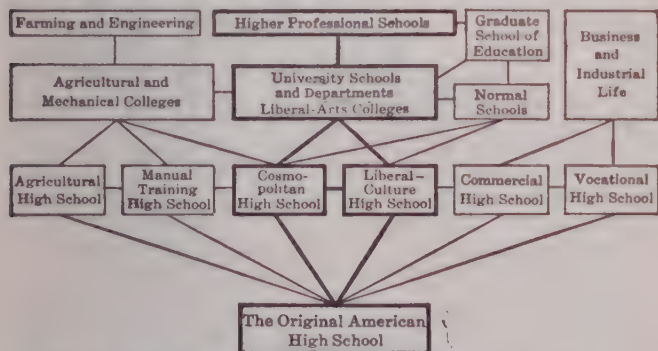 Farming and Engineering
Higher Professional Schools
Graduate
School of
Education
Business
and
Industrial
Life
Agricultural and
Mechanical Colleges
University Schools
and Departments
Liberal-Arts Colleges
Normal
Schools
Agricultural
High School
Manual
Training
High School
Cosmo-
politan
High School
Liberal-
Culture
High School
Commercial
High School
Vocational
High School
The Original American
High School